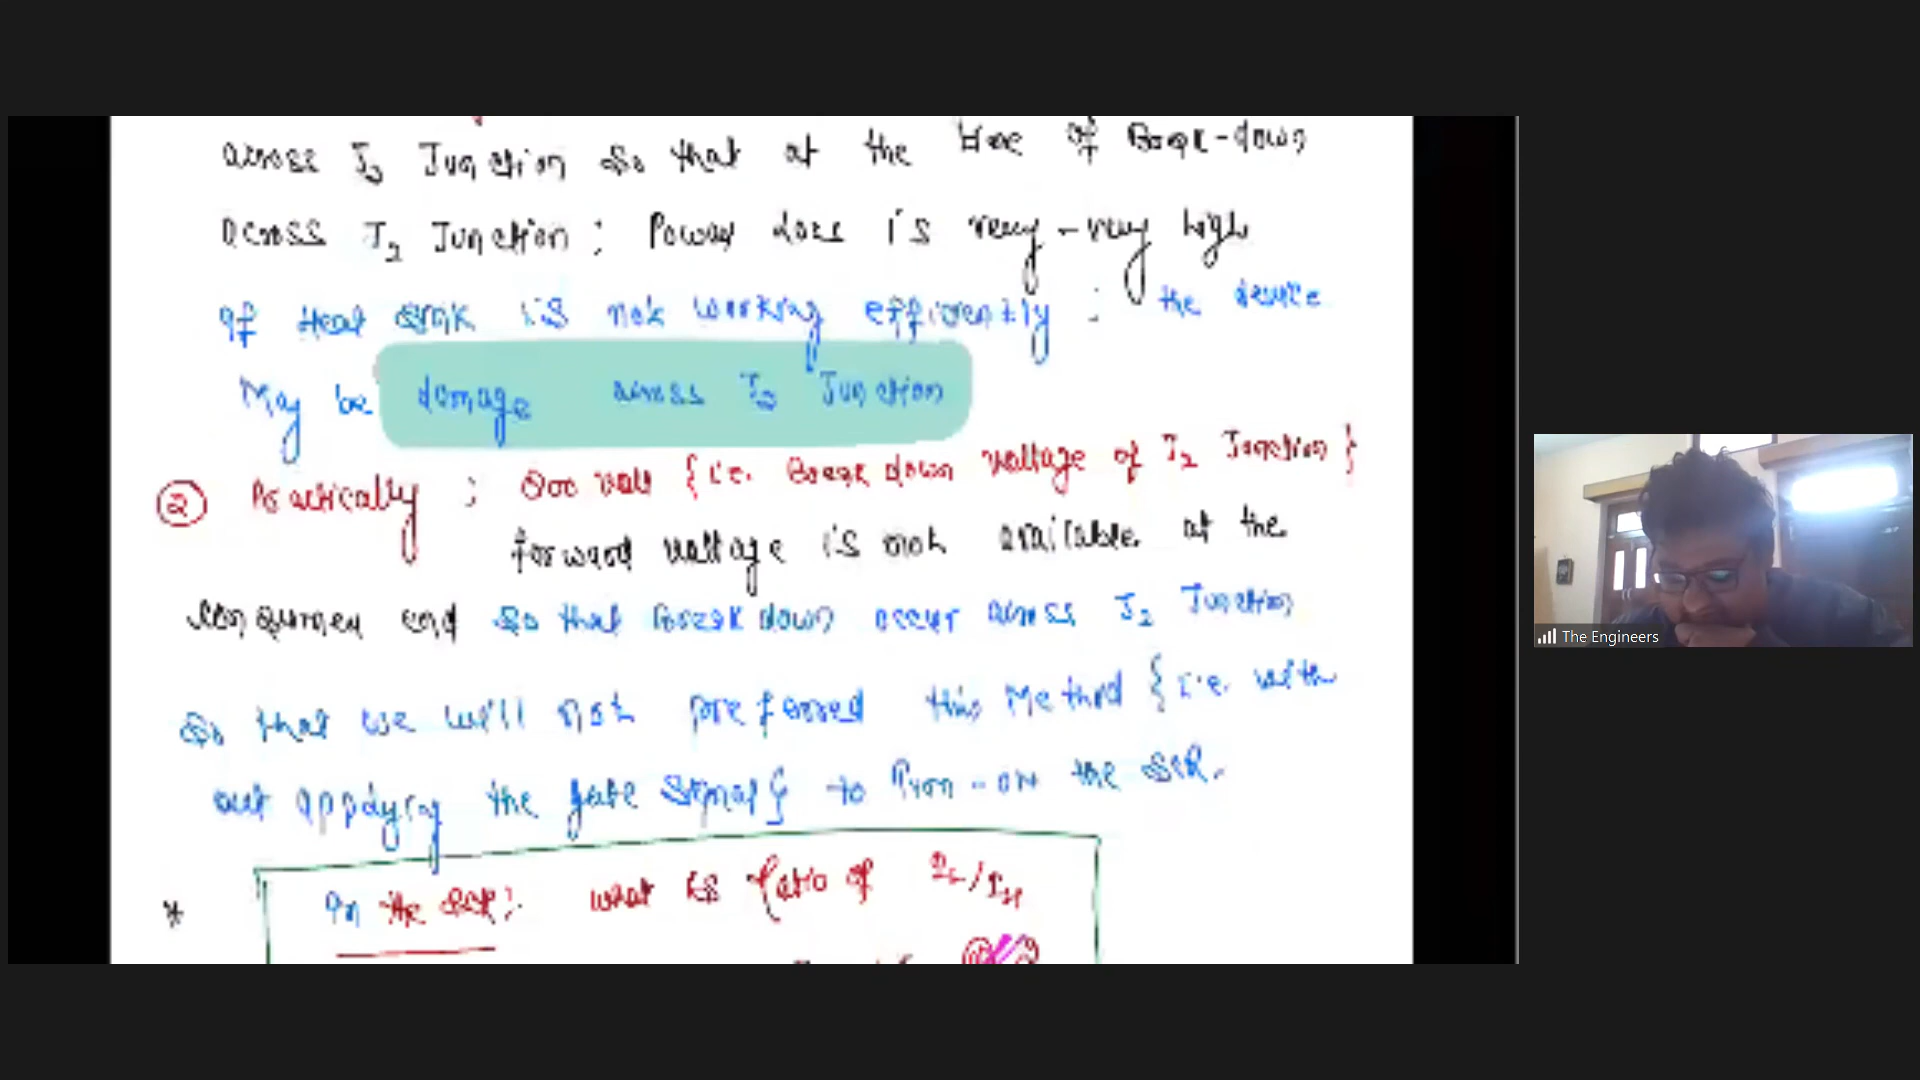 across J2 Junction so that at the time of Break-down
across J2 Junction : Power loss is very-very high
If Heat sink is not working efficiently : the device
May be damage across J2 Junction
② Practically : 800 volt { i.e. Break down voltage of J2 Junction }
forward voltage is not available at the
consumer end so that Break down occur across J2 Junction
So that we will not preferred this Method { i.e. with
out applying the gate signal } to Turn-on the SCR.
* In the SCR: what is ratio of IL/IH
The Engineers